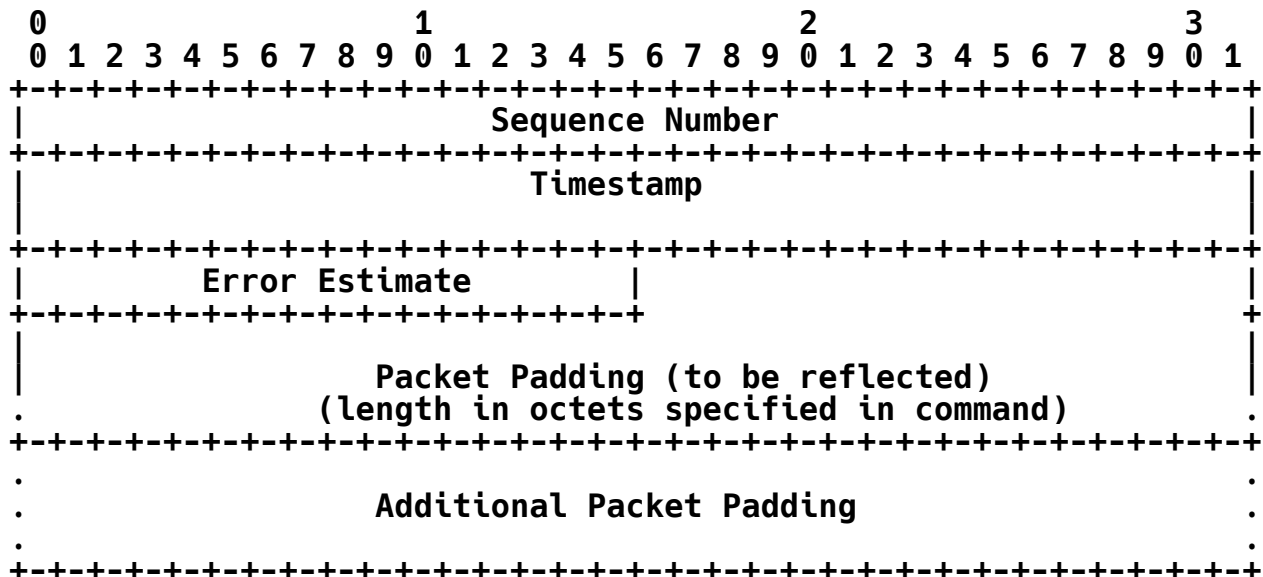 0                   1                   2                   3
 0 1 2 3 4 5 6 7 8 9 0 1 2 3 4 5 6 7 8 9 0 1 2 3 4 5 6 7 8 9 0 1
+-+-+-+-+-+-+-+-+-+-+-+-+-+-+-+-+-+-+-+-+-+-+-+-+-+-+-+-+-+-+-+-+
|                        Sequence Number                        |
+-+-+-+-+-+-+-+-+-+-+-+-+-+-+-+-+-+-+-+-+-+-+-+-+-+-+-+-+-+-+-+-+
|                          Timestamp                            |
|                                                               |
+-+-+-+-+-+-+-+-+-+-+-+-+-+-+-+-+-+-+-+-+-+-+-+-+-+-+-+-+-+-+-+-+
|         Error Estimate        |                               |
+-+-+-+-+-+-+-+-+-+-+-+-+-+-+-+-+                               +
|                                                               |
|                  Packet Padding (to be reflected)             |
.               (length in octets specified in command)         .
+-+-+-+-+-+-+-+-+-+-+-+-+-+-+-+-+-+-+-+-+-+-+-+-+-+-+-+-+-+-+-+-+
.                                                               .
.                  Additional Packet Padding                    .
.                                                               .
+-+-+-+-+-+-+-+-+-+-+-+-+-+-+-+-+-+-+-+-+-+-+-+-+-+-+-+-+-+-+-+-+